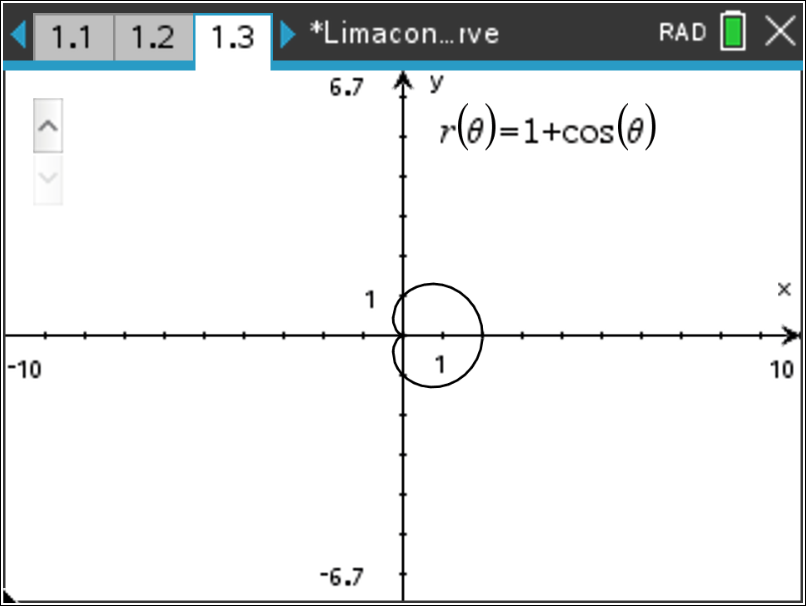 1.1 1.2 1.3 *Limacon…rve RAD
6.7 y
r(θ)=1+cos(θ)
x
1
1
-10 10
-6.7